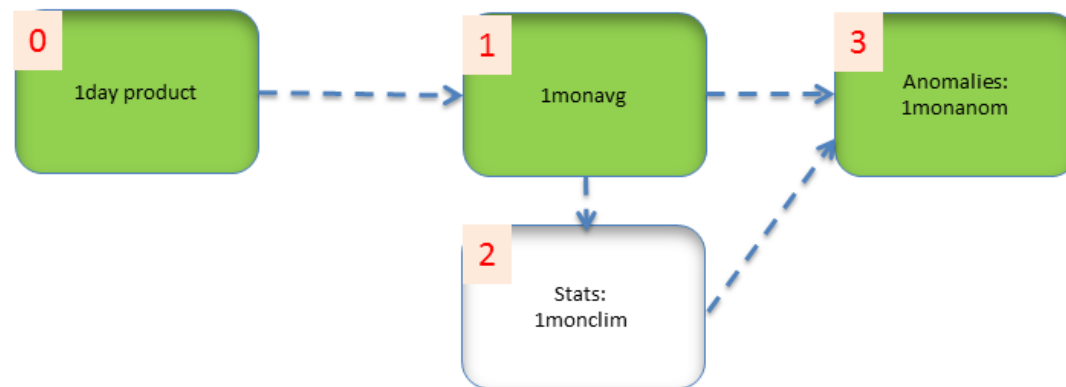 0
1day product
1
1monavg
3
Anomalies:
1monanom
2
Stats:
1monclim